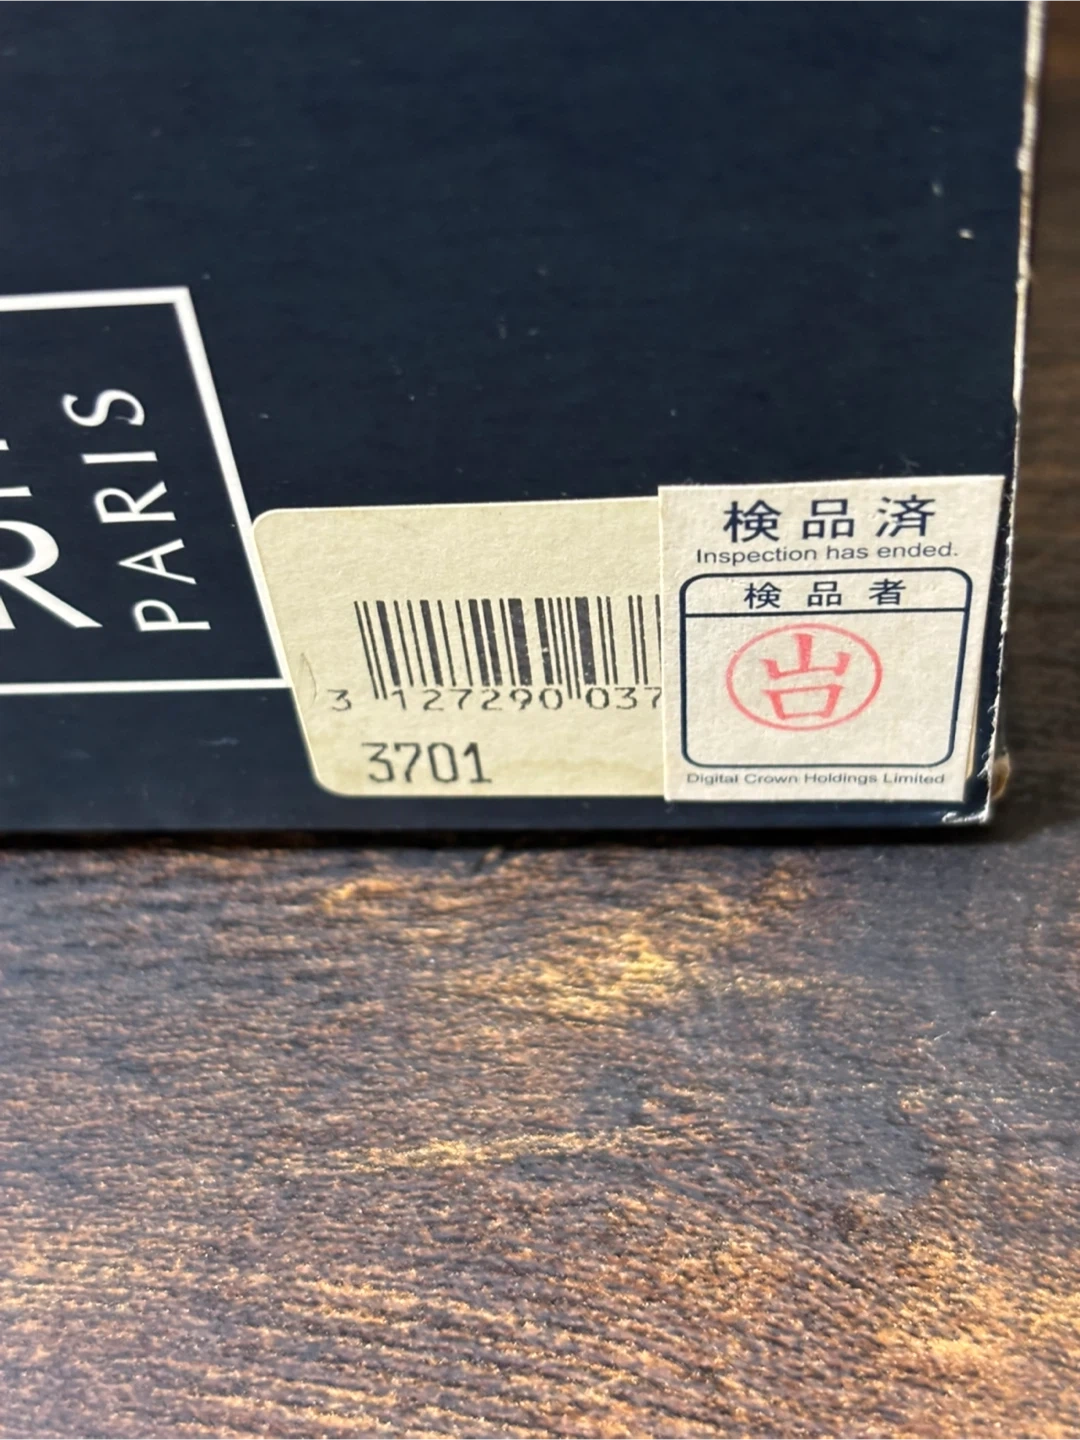 PARIS
3 127290 037
3701
検品済
Inspection has ended.
検品者
山口
Digital Crown Holdings Limited